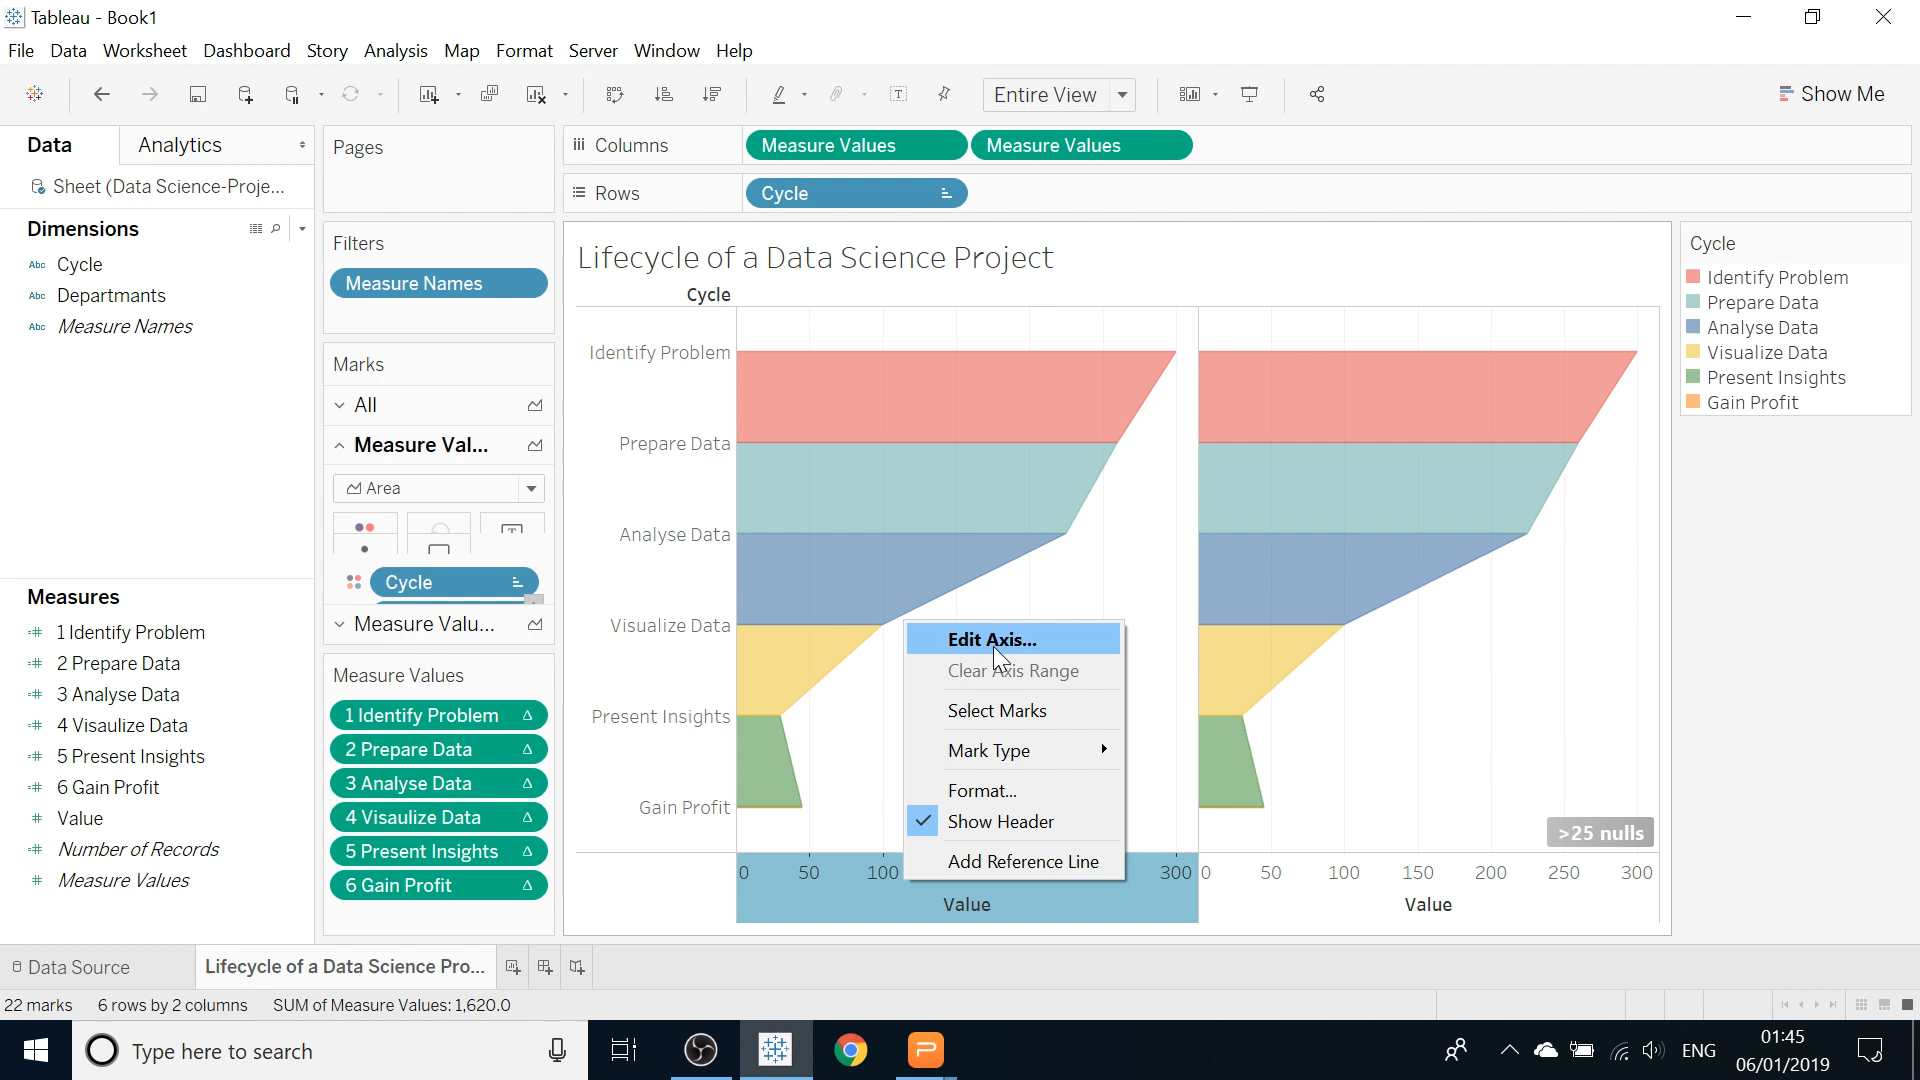 Tableau - Book1
File Data Worksheet Dashboard Story Analysis Map Format Server Window Help
Entire View
Show Me
Data
Analytics
Sheet (Data Science-Proje...
Dimensions
Abc Cycle
Abc Departmants
Abc Measure Names
Measures
1 Identify Problem
2 Prepare Data
3 Analyse Data
4 Visaulize Data
5 Present Insights
6 Gain Profit
Value
Number of Records
Measure Values
Pages
Filters
Measure Names
Marks
All
Measure Val...
Area
Cycle
Measure Valu...
Measure Values
1 Identify Problem
2 Prepare Data
3 Analyse Data
4 Visaulize Data
5 Present Insights
6 Gain Profit
Columns
Measure Values
Measure Values
Rows
Cycle
Lifecycle of a Data Science Project
Cycle
Identify Problem
Prepare Data
Analyse Data
Visualize Data
Present Insights
Gain Profit
Edit Axis...
Clear Axis Range
Select Marks
Mark Type
Format...
Show Header
Add Reference Line
>25 nulls
0 50 100 300
0 50 100 150 200 250 300
Value
Value
Cycle
Identify Problem
Prepare Data
Analyse Data
Visualize Data
Present Insights
Gain Profit
Data Source
Lifecycle of a Data Science Pro...
22 marks 6 rows by 2 columns SUM of Measure Values: 1,620.0
Type here to search
ENG
01:45
06/01/2019